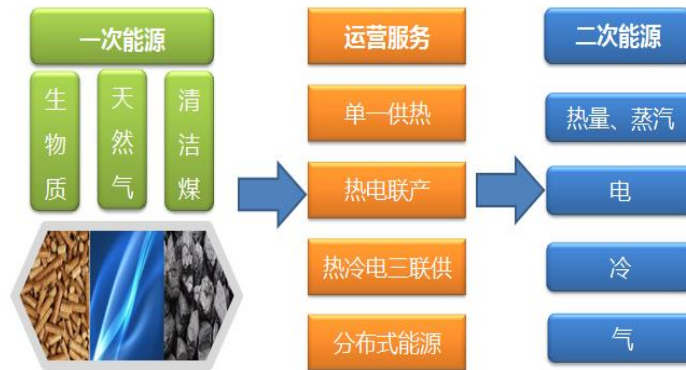 一次能源
生物质
天然气
清洁煤
运营服务
单一供热
热电联产
热冷电三联供
分布式能源
二次能源
热量、蒸汽
电
冷
气